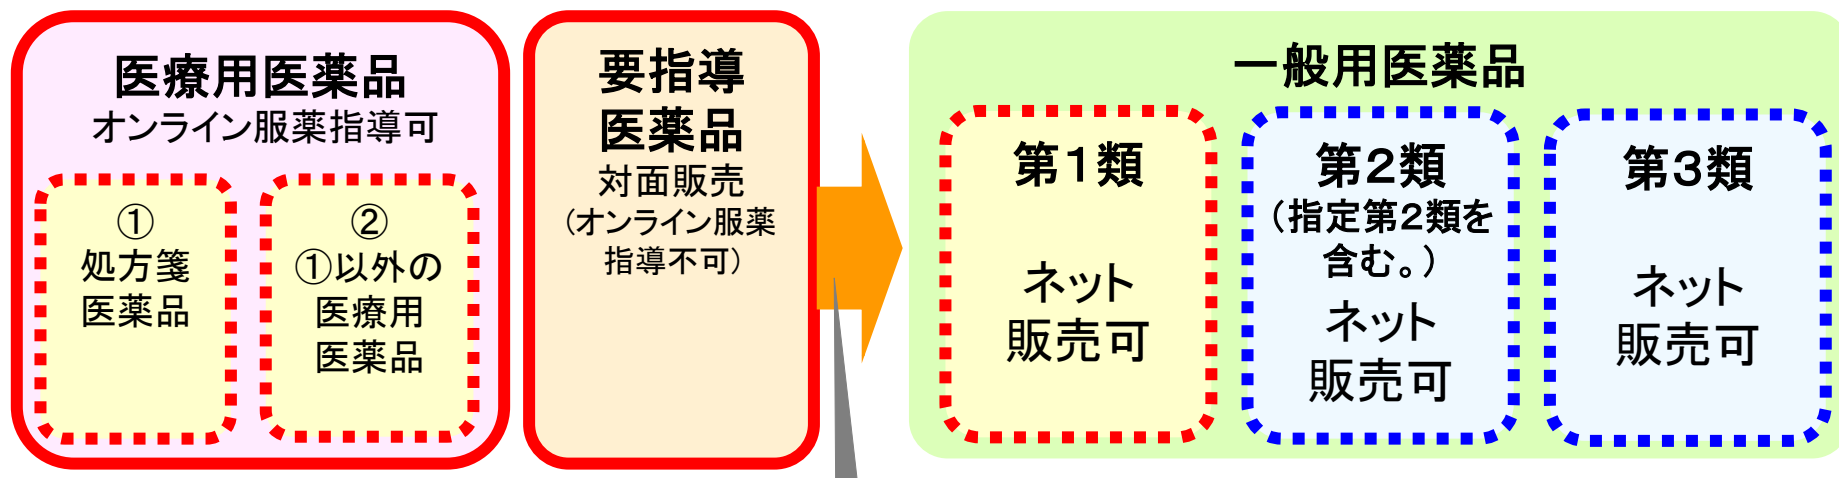 医療用医薬品
オンライン服薬指導可
①
処方箋
医薬品
②
①以外の
医療用
医薬品
要指導
医薬品
対面販売
(オンライン服薬
指導不可)
一般用医薬品
第1類
ネット
販売可
第2類
(指定第2類を
含む。)
ネット
販売可
第3類
ネット
販売可